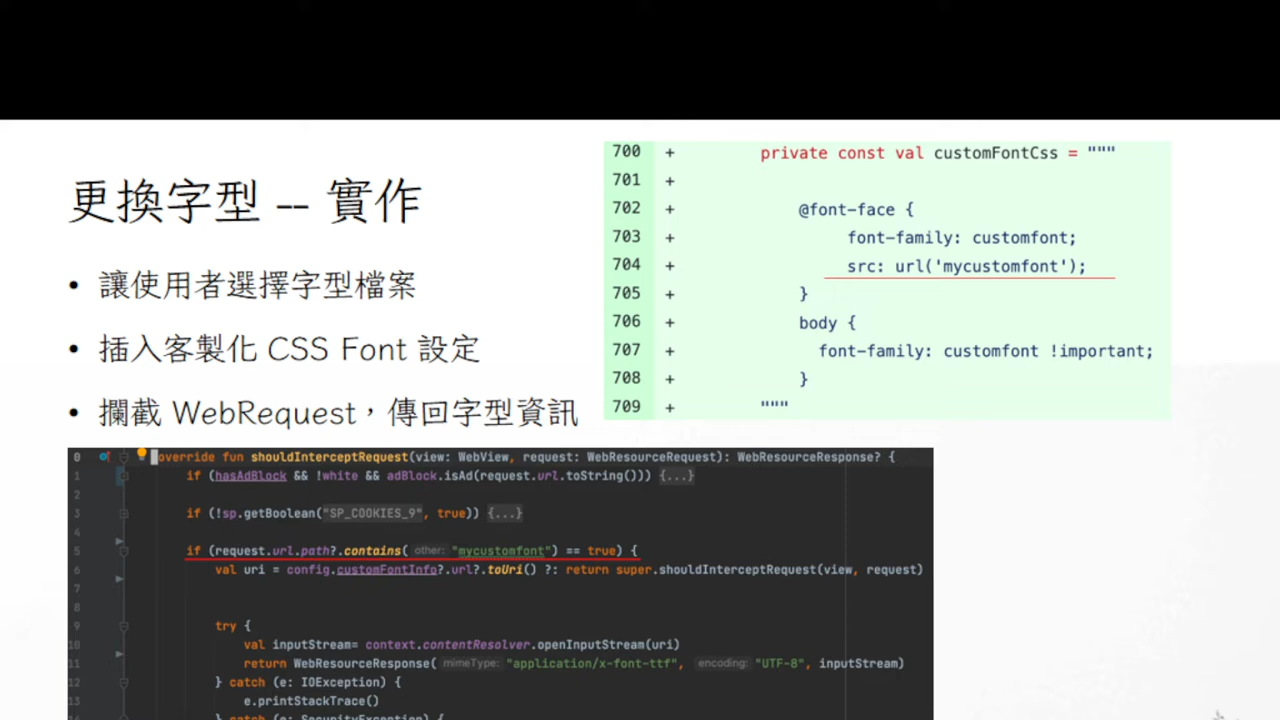 更換字型 -- 實作
• 讓使用者選擇字型檔案
• 插入客製化 CSS Font 設定
• 攔截 WebRequest，傳回字型資訊
700 + private const val customFontCss = """
701 +
702 + @font-face {
703 + font-family: customfont;
704 + src: url('mycustomfont');
705 + }
706 + body {
707 + font-family: customfont !important;
708 + }
709 + """
0 override fun shouldInterceptRequest(view: WebView, request: WebResourceRequest): WebResourceResponse? {
1 if (hasAdBlock && !white && adBlock.isAd(request.url.toString())) {...}
2
3 if (!sp.getBoolean("SP_COOKIES_9", true)) {...}
4
5 if (request.url.path?.contains( other: "mycustomfont") == true) {
6 val uri = config.customFontInfo?.url?.toUri() ?: return super.shouldInterceptRequest(view, request)
7
8
9 try {
10 val inputStream= context.contentResolver.openInputStream(uri)
11 return WebResourceResponse( mimeType: "application/x-font-ttf", encoding: "UTF-8", inputStream)
12 } catch (e: IOException) {
13 e.printStackTrace()
14 } catch (e: SecurityException) {